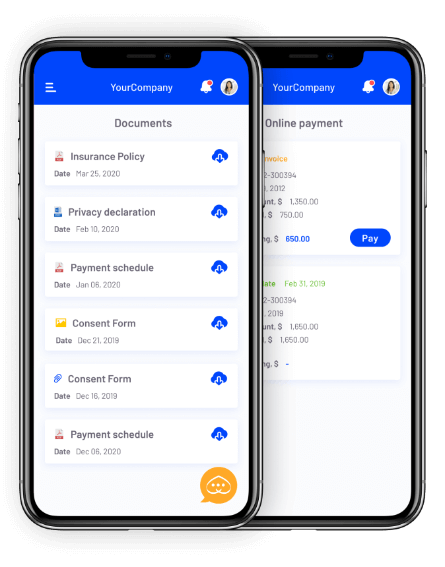 YourCompany
Documents
Insurance Policy
Date Mar 25, 2020
Privacy declaration
Date Feb 10, 2020
Payment schedule
Date Jan 06, 2020
Consent Form
Date Dec 21, 2019
Consent Form
Date Dec 16, 2019
Payment schedule
Date Dec 06, 2020
YourCompany
Online payment
nvoice
2-300394
, 2012
unt. $ 1,350.00
. $ 750.00
ng. $ 650.00
Pay
ate Feb 31, 2019
2-300394
, 2019
unt. $ 1,650.00
. $ 1,650.00
ng. $ -